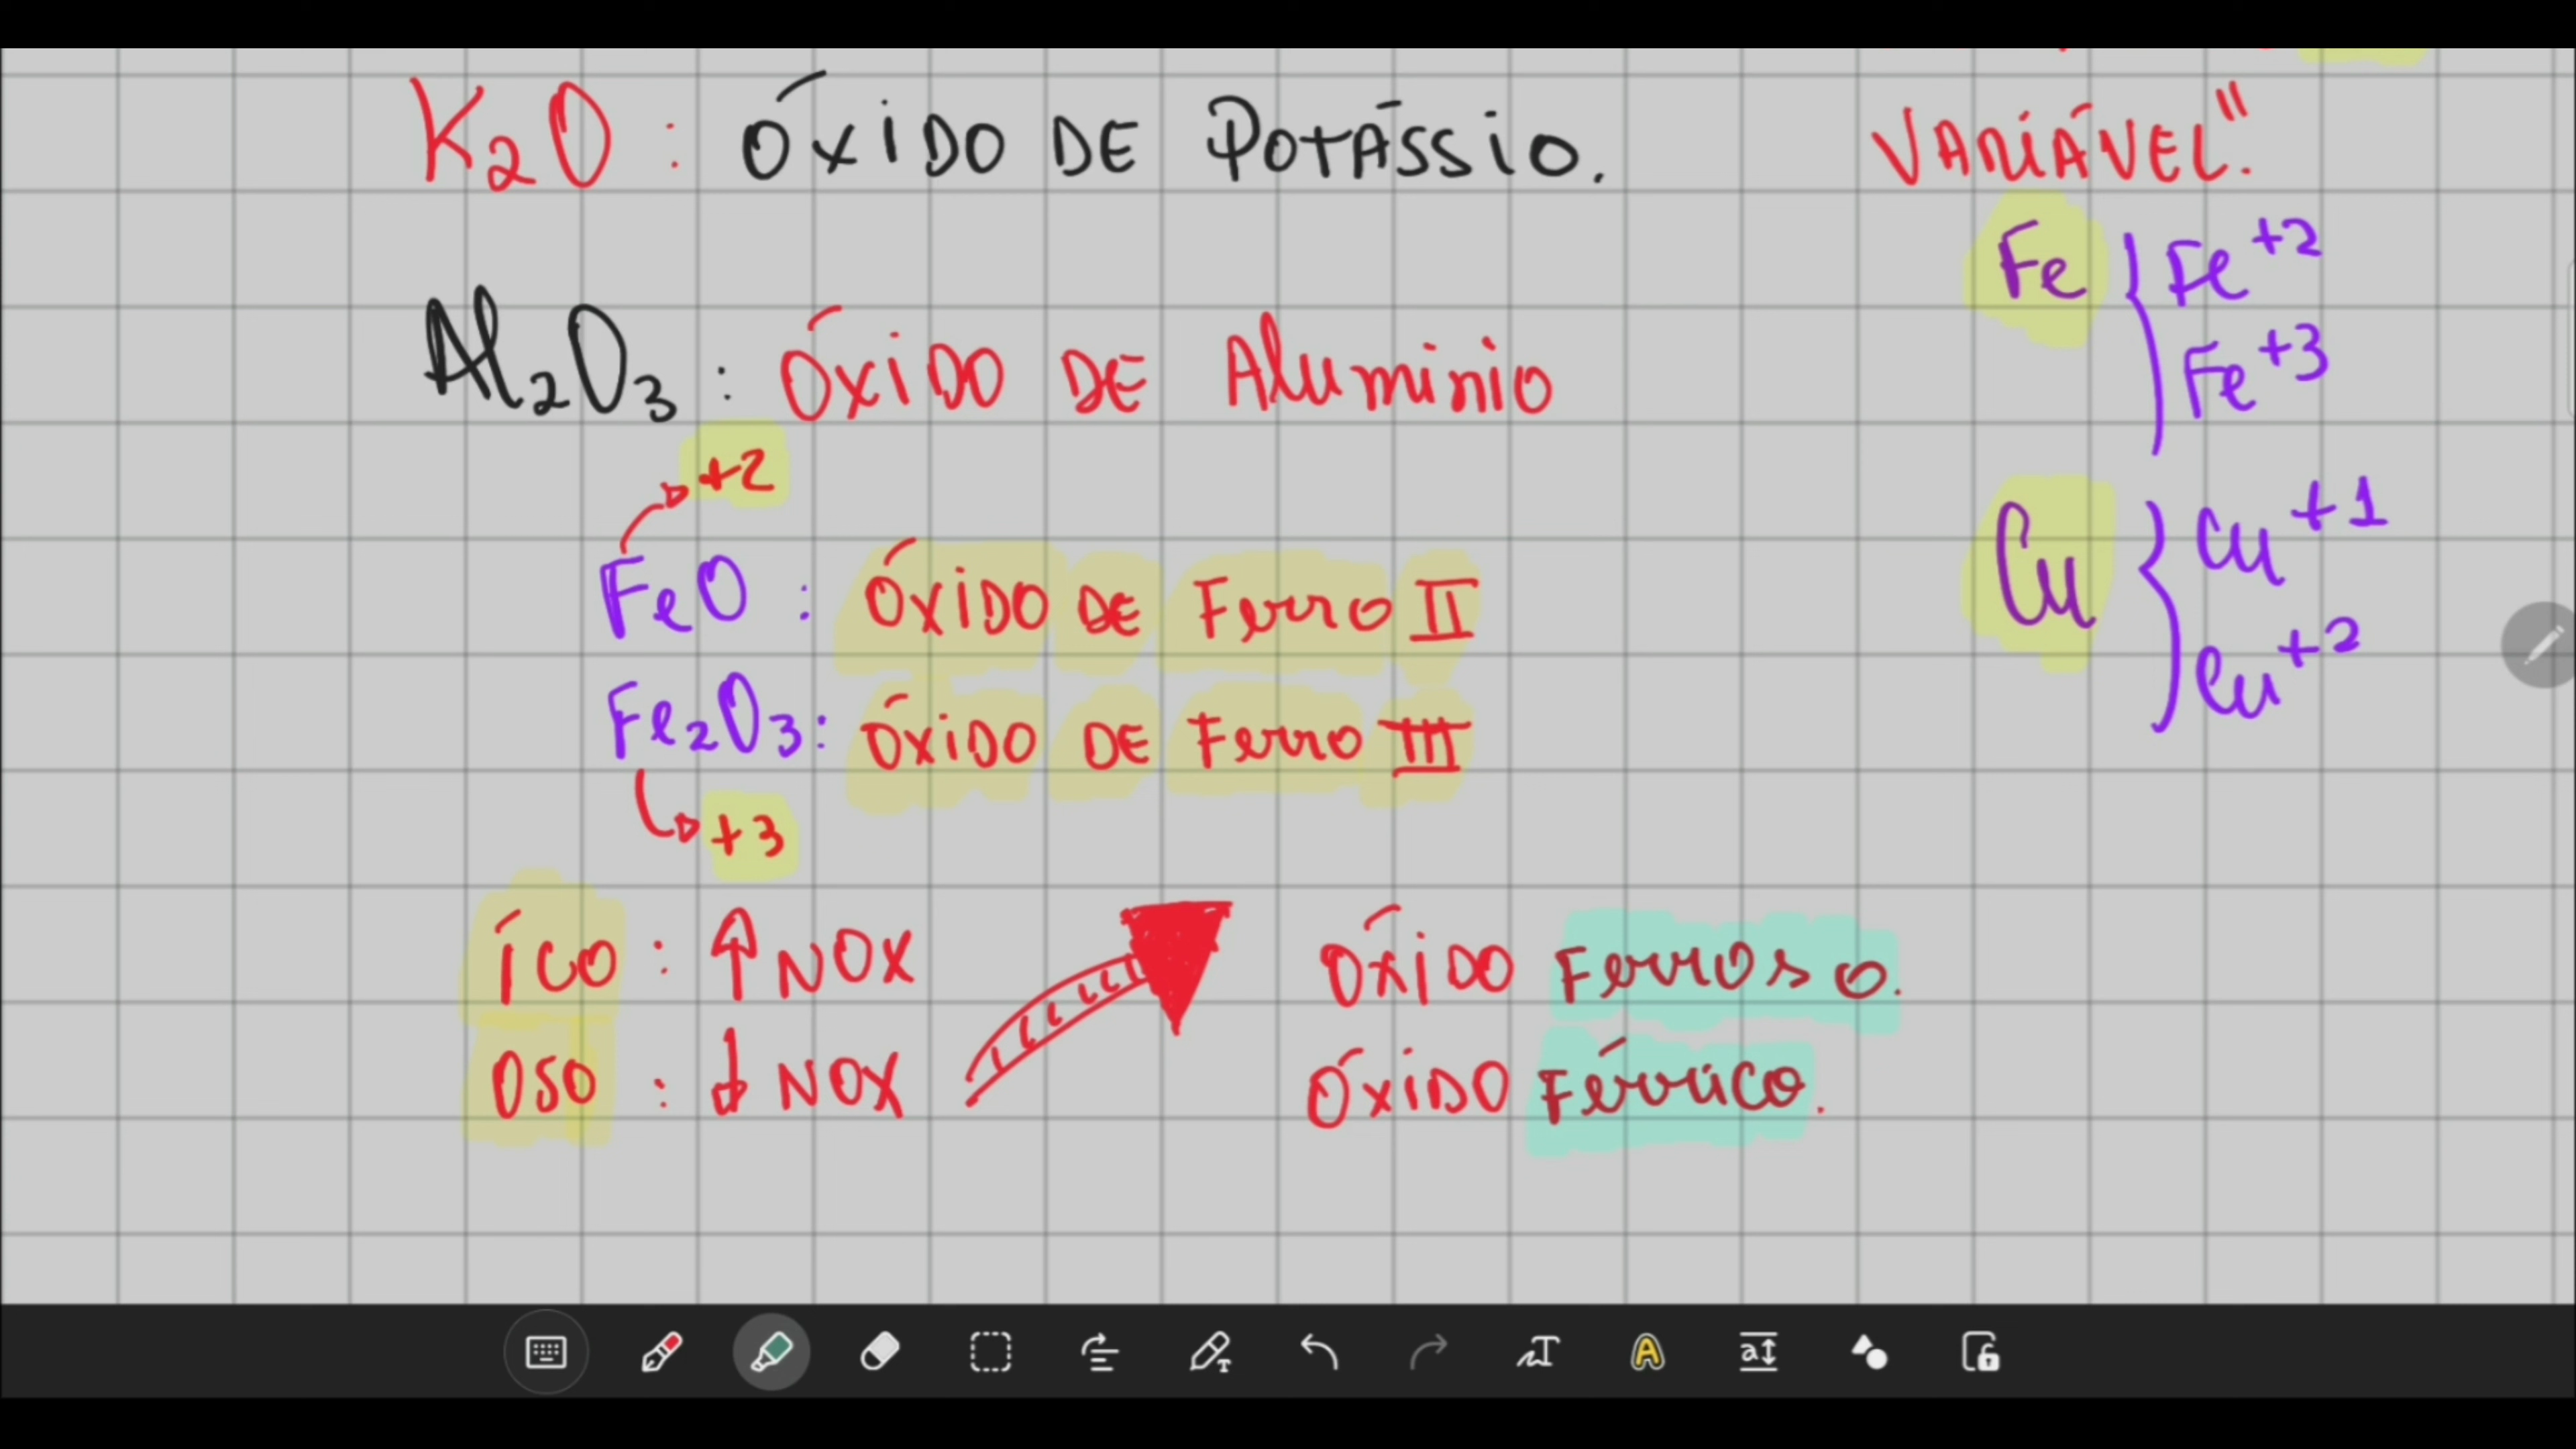 K₂O : ÓXIDO DE POTÁSSIO.
Al₂O₃ : ÓXIDO DE Aluminio
+2
FeO : ÓXIDO DE Ferro II
Fe₂O₃ : ÓXIDO DE Ferro III
+3
ICO : ↑ NOX
OSO : ↓ NOX
ÓXIDO Ferroso.
ÓXIDO Férrico.
VARIÁVEL".
Fe { Fe⁺²
Fe⁺³
Cu { Cu⁺¹
Cu⁺²